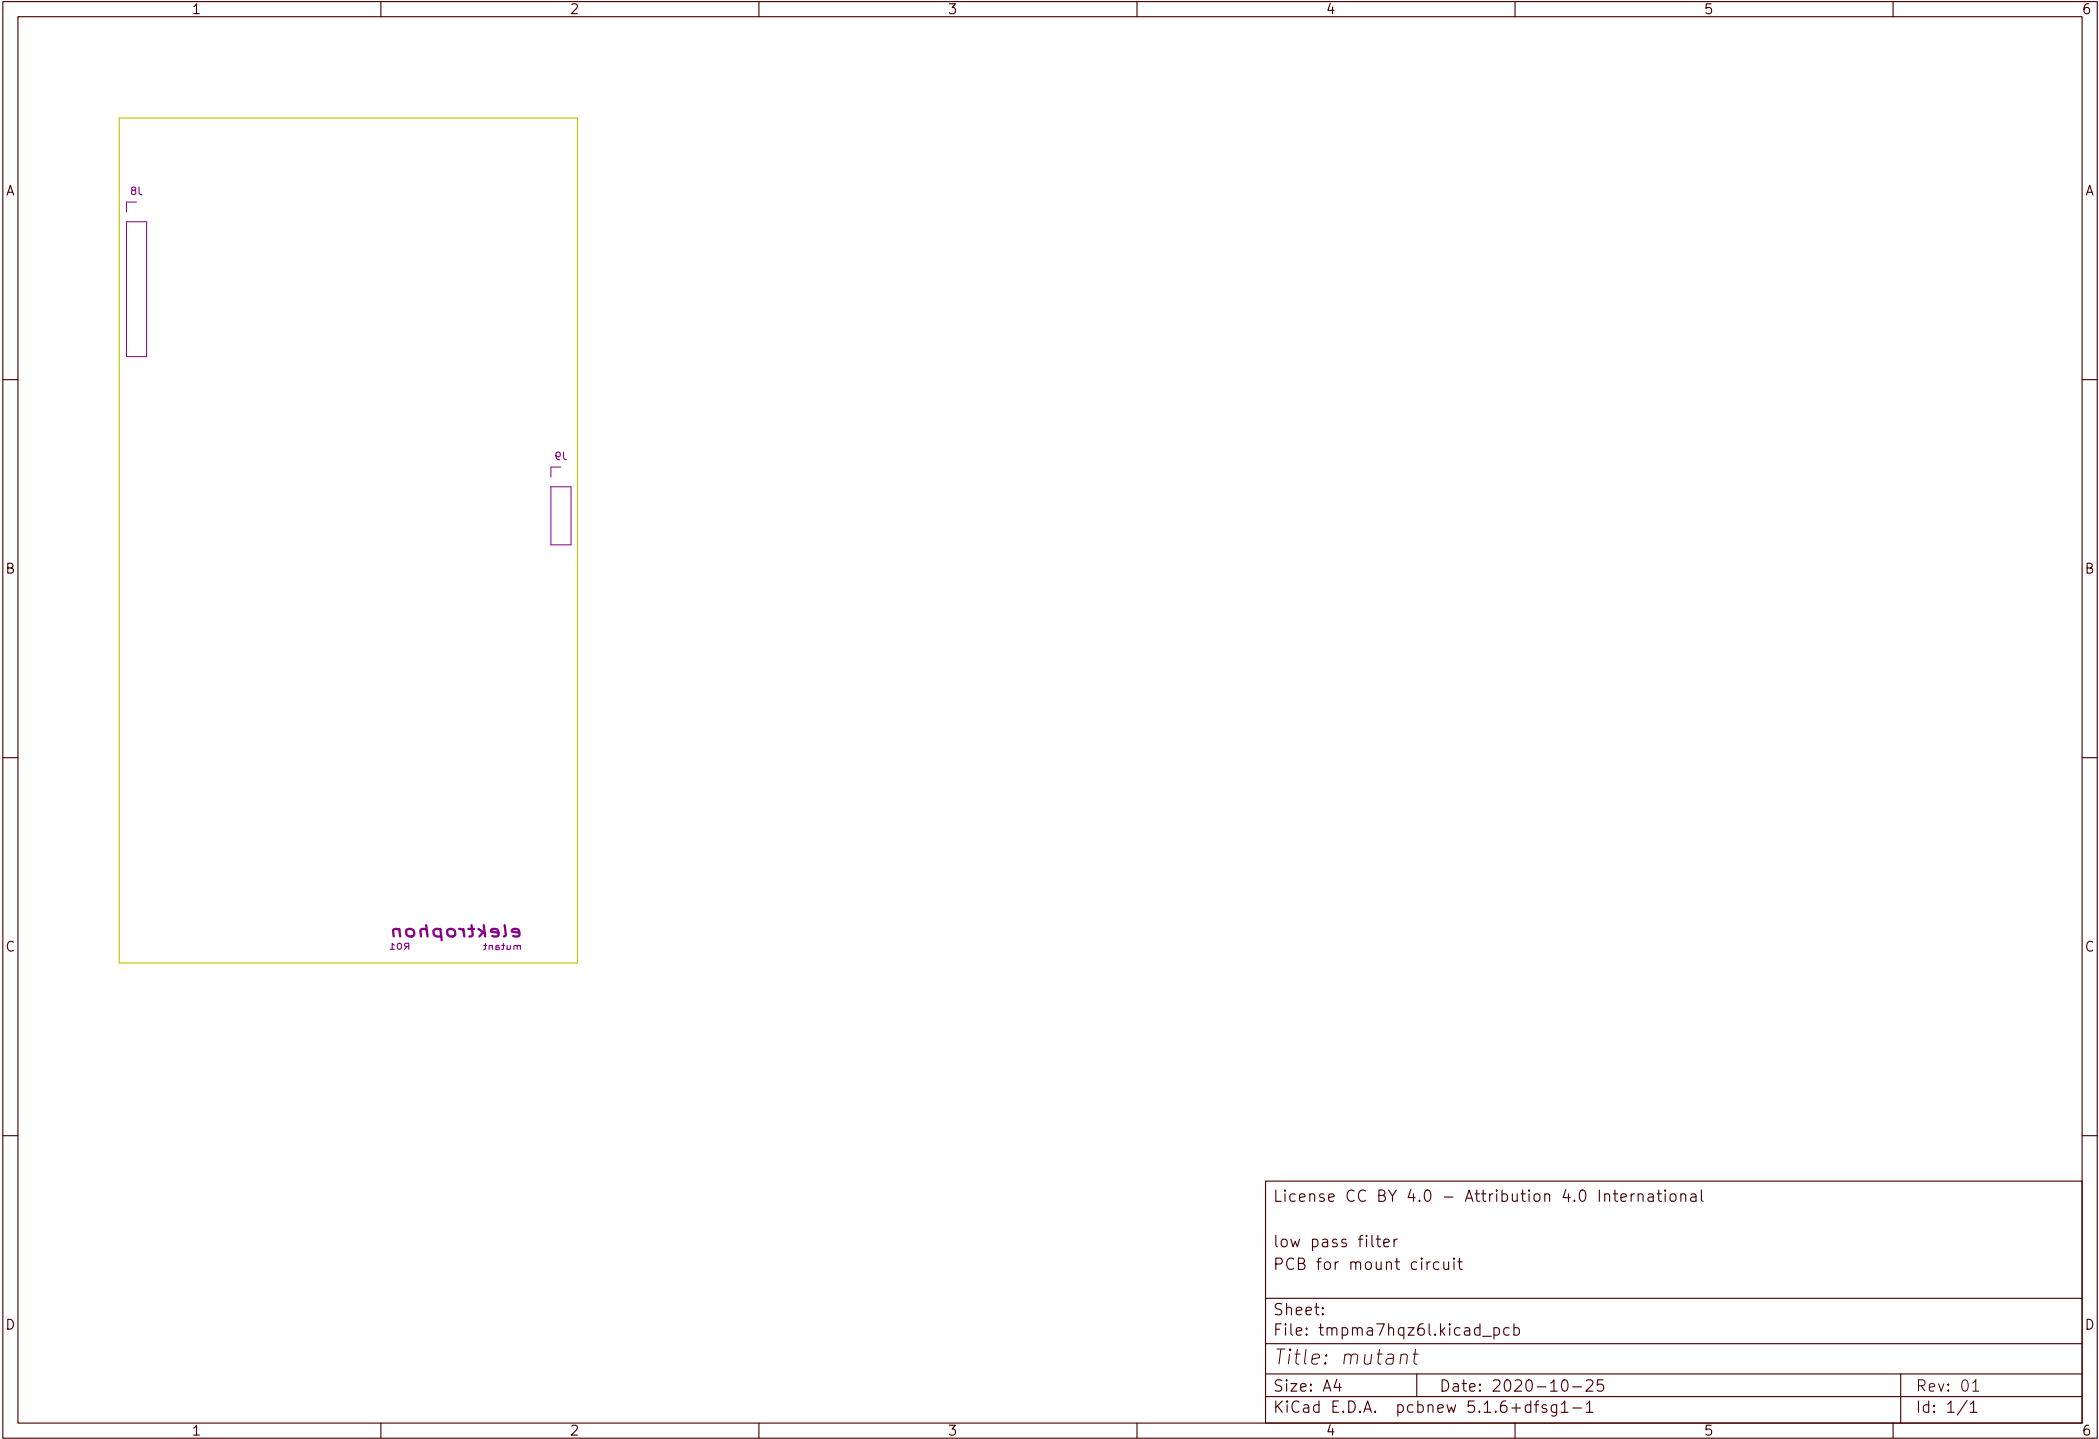 1 2 3 4 5 6
A A
J8
J9
B B
elektrophon
R01 mutant
C C
License CC BY 4.0 - Attribution 4.0 International
low pass filter
PCB for mount circuit
Sheet:
File: tmpma7hqz6l.kicad_pcb
D D
Title: mutant
Size: A4 Date: 2020-10-25 Rev: 01
KiCad E.D.A. pcbnew 5.1.6+dfsg1-1 Id: 1/1
1 2 3 4 5 6